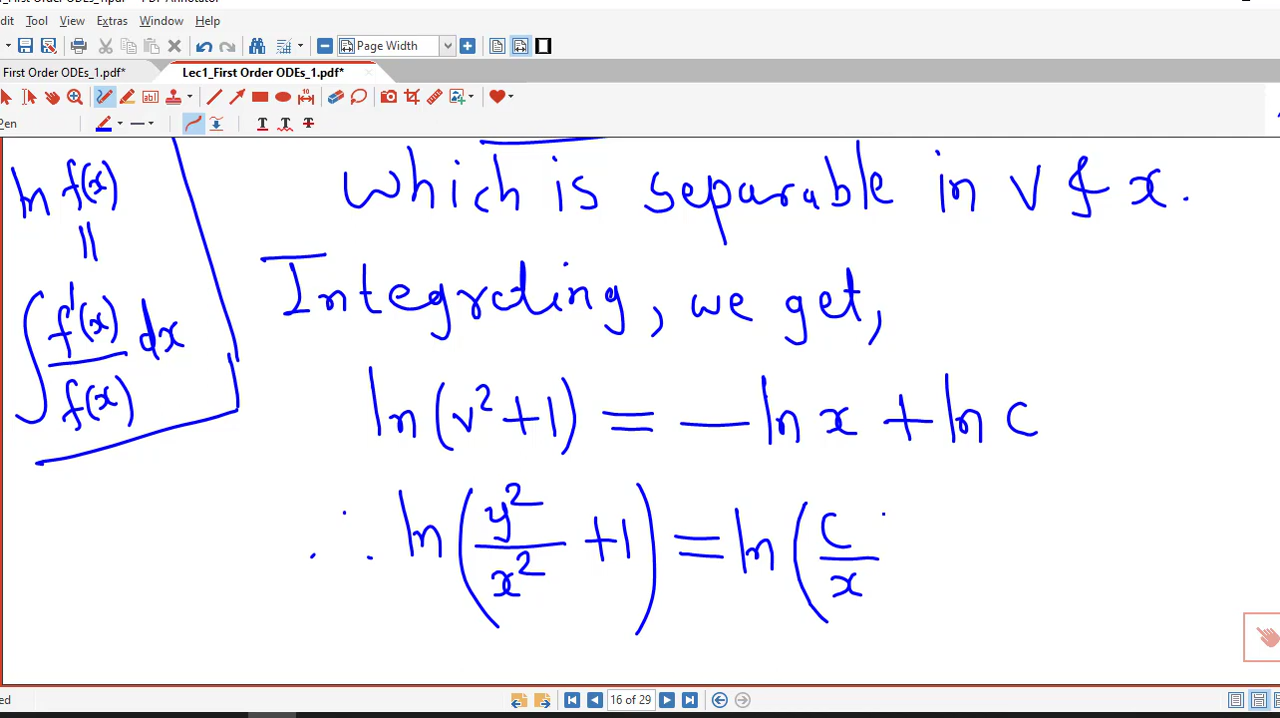 dit Tool View Extras Window Help
Page Width
First Order ODEs_1.pdf* Lec1_First Order ODEs_1.pdf*
Pen
ln f(x)
=
∫ f'(x)/f(x) dx
which is separable in v & x.
Integrating, we get,
ln(v² + 1) = - ln x + ln c
∴ ln(y²/x² + 1) = ln(c/x
16 of 29